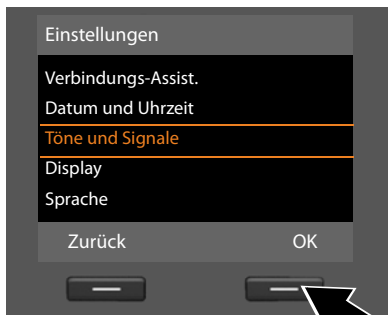 Einstellungen
Verbindungs-Assist.
Datum und Uhrzeit
Töne und Signale
Display
Sprache
Zurück OK